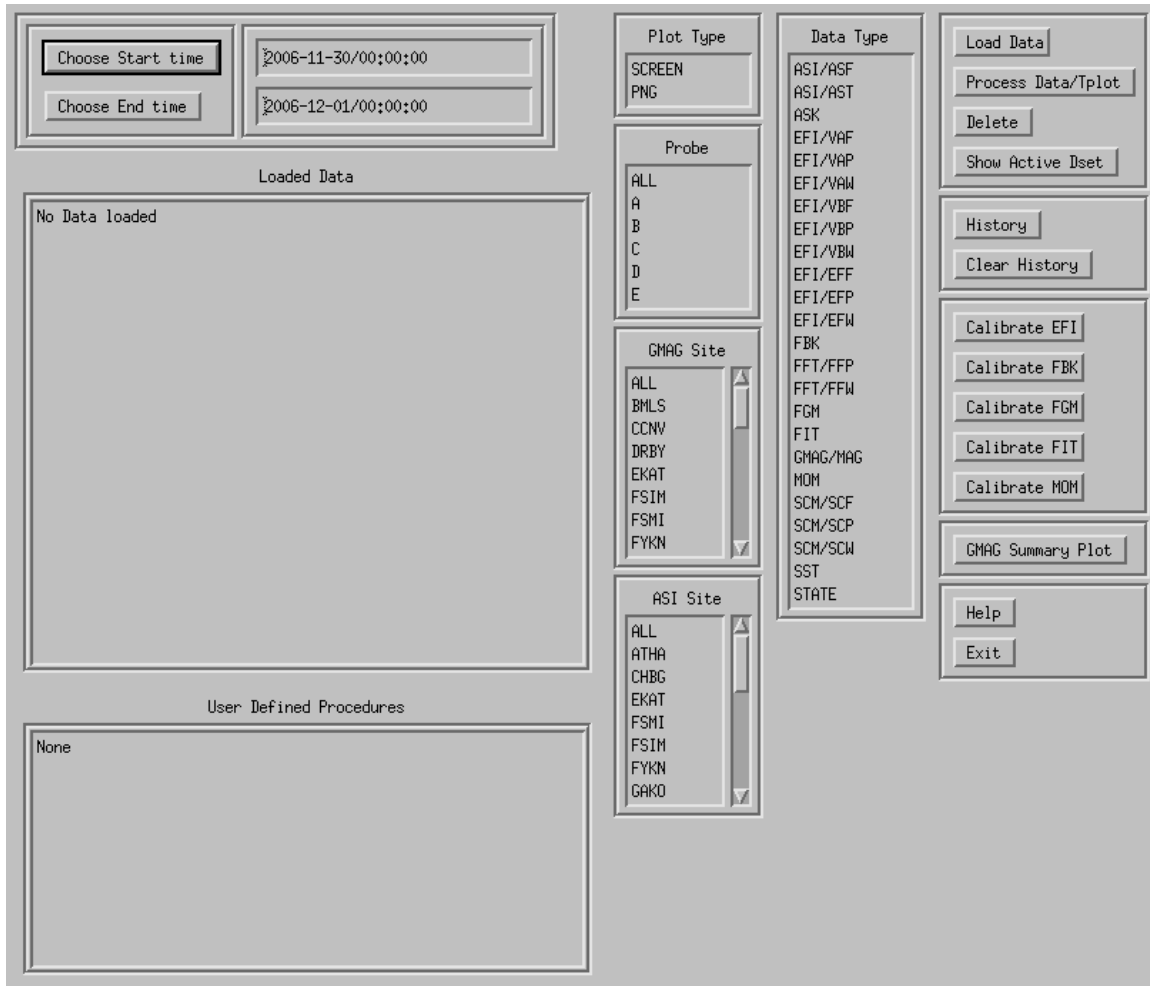 Choose Start time
2006-11-30/00:00:00
Choose End time
2006-12-01/00:00:00
Loaded Data
No Data loaded
User Defined Procedures
None
Plot Type
SCREEN
PNG
Probe
ALL
A
B
C
D
E
GMAG Site
ALL
BMLS
CCNV
DRBY
EKAT
FSIM
FSMI
FYKN
ASI Site
ALL
ATHA
CHBG
EKAT
FSMI
FSIM
FYKN
GAKO
Data Type
ASI/ASF
ASI/AST
ASK
EFI/VAF
EFI/VAP
EFI/VAW
EFI/VBF
EFI/VBP
EFI/VBW
EFI/EFF
EFI/EFP
EFI/EFW
FBK
FFT/FFP
FFT/FFW
FGM
FIT
GMAG/MAG
MOM
SCM/SCF
SCM/SCP
SCM/SCW
SST
STATE
Load Data
Process Data/Tplot
Delete
Show Active Dset
History
Clear History
Calibrate EFI
Calibrate FBK
Calibrate FGM
Calibrate FIT
Calibrate MOM
GMAG Summary Plot
Help
Exit